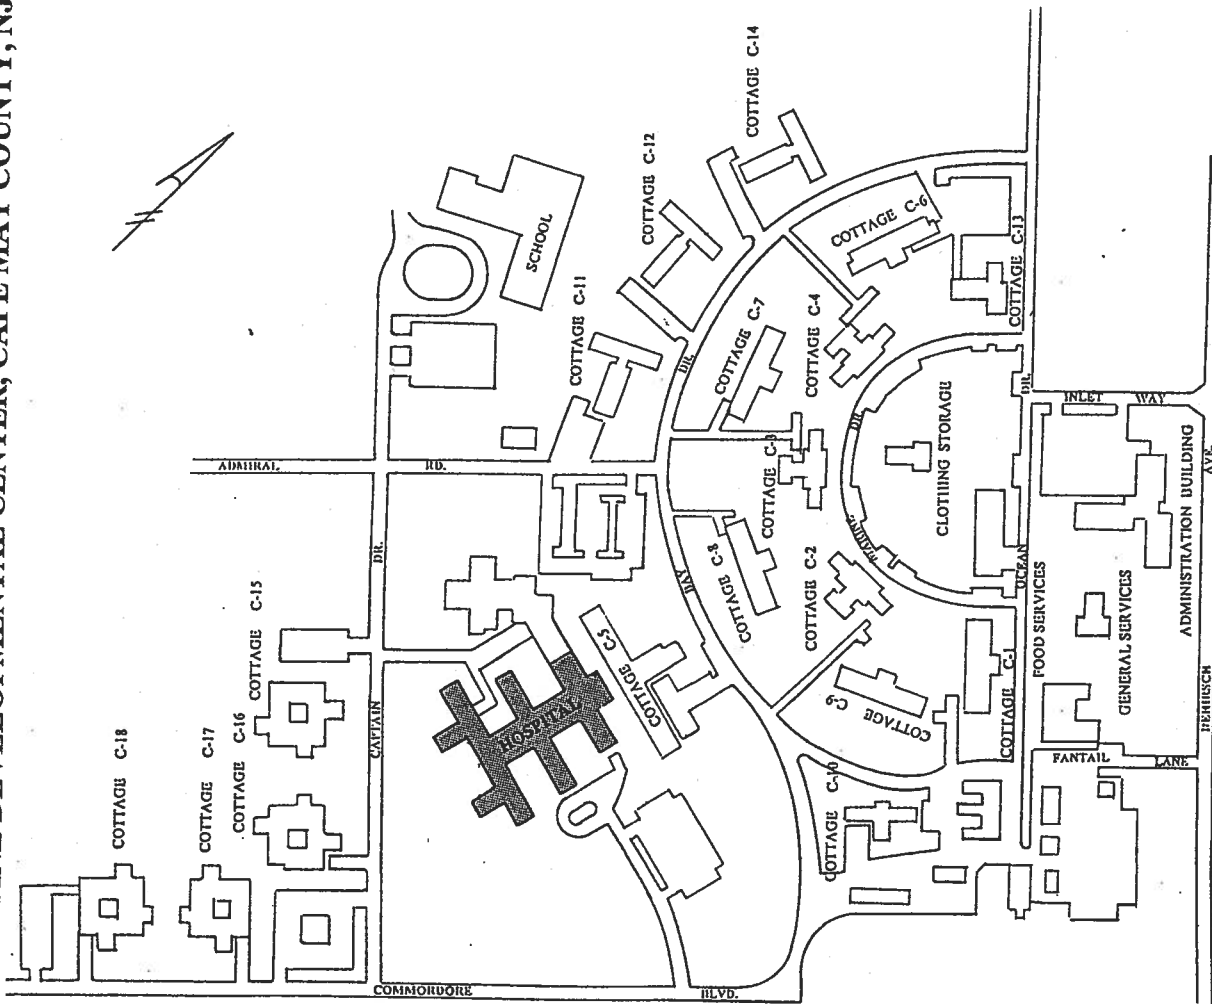 DEVELOPMENTAL CENTER, CAPE MAY COUNTY, NJ
COTTAGE C-14
COTTAGE C-12
COTTAGE C-6
SCHOOL
COTTAGE C-13
COTTAGE C-11
COTTAGE C-7
COTTAGE C-4
DR.
DR.
INLET WAY
CLOTHING STORAGE
DR.
ADMIRAL RD.
COTTAGE C-3
ADMINISTRATION BUILDING
AVE.
MARINE
DR.
COTTAGE C-8
BAY
COTTAGE C-2
OCEAN
FOOD SERVICES
COTTAGE C-15
COTTAGE C-5
GENERAL SERVICES
COTTAGE C-1
HOSPITAL
COTTAGE C-9
CAPTAIN
DEHIRSCH
COTTAGE C-18
COTTAGE C-17
COTTAGE C-16
FANTAIL LANE
COTTAGE C-10
COMMORDORE BLVD.